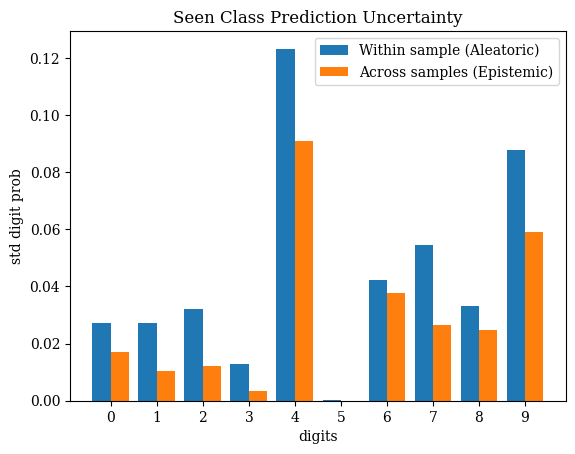 Seen Class Prediction Uncertainty
Within sample (Aleatoric)
Across samples (Epistemic)
std digit prob
0.12
0.10
0.08
0.06
0.04
0.02
0.00
0 1 2 3 4 5 6 7 8 9
digits